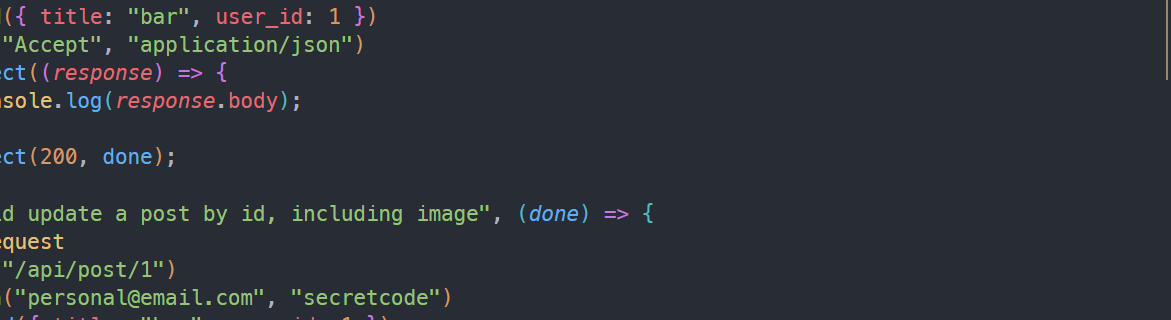 ({ title: "bar", user_id: 1 })
"Accept", "application/json")
ect((response) => {
nsole.log(response.body);
ect(200, done);
d update a post by id, including image", (done) => {
equest
"/api/post/1")
("personal@email.com", "secretcode")